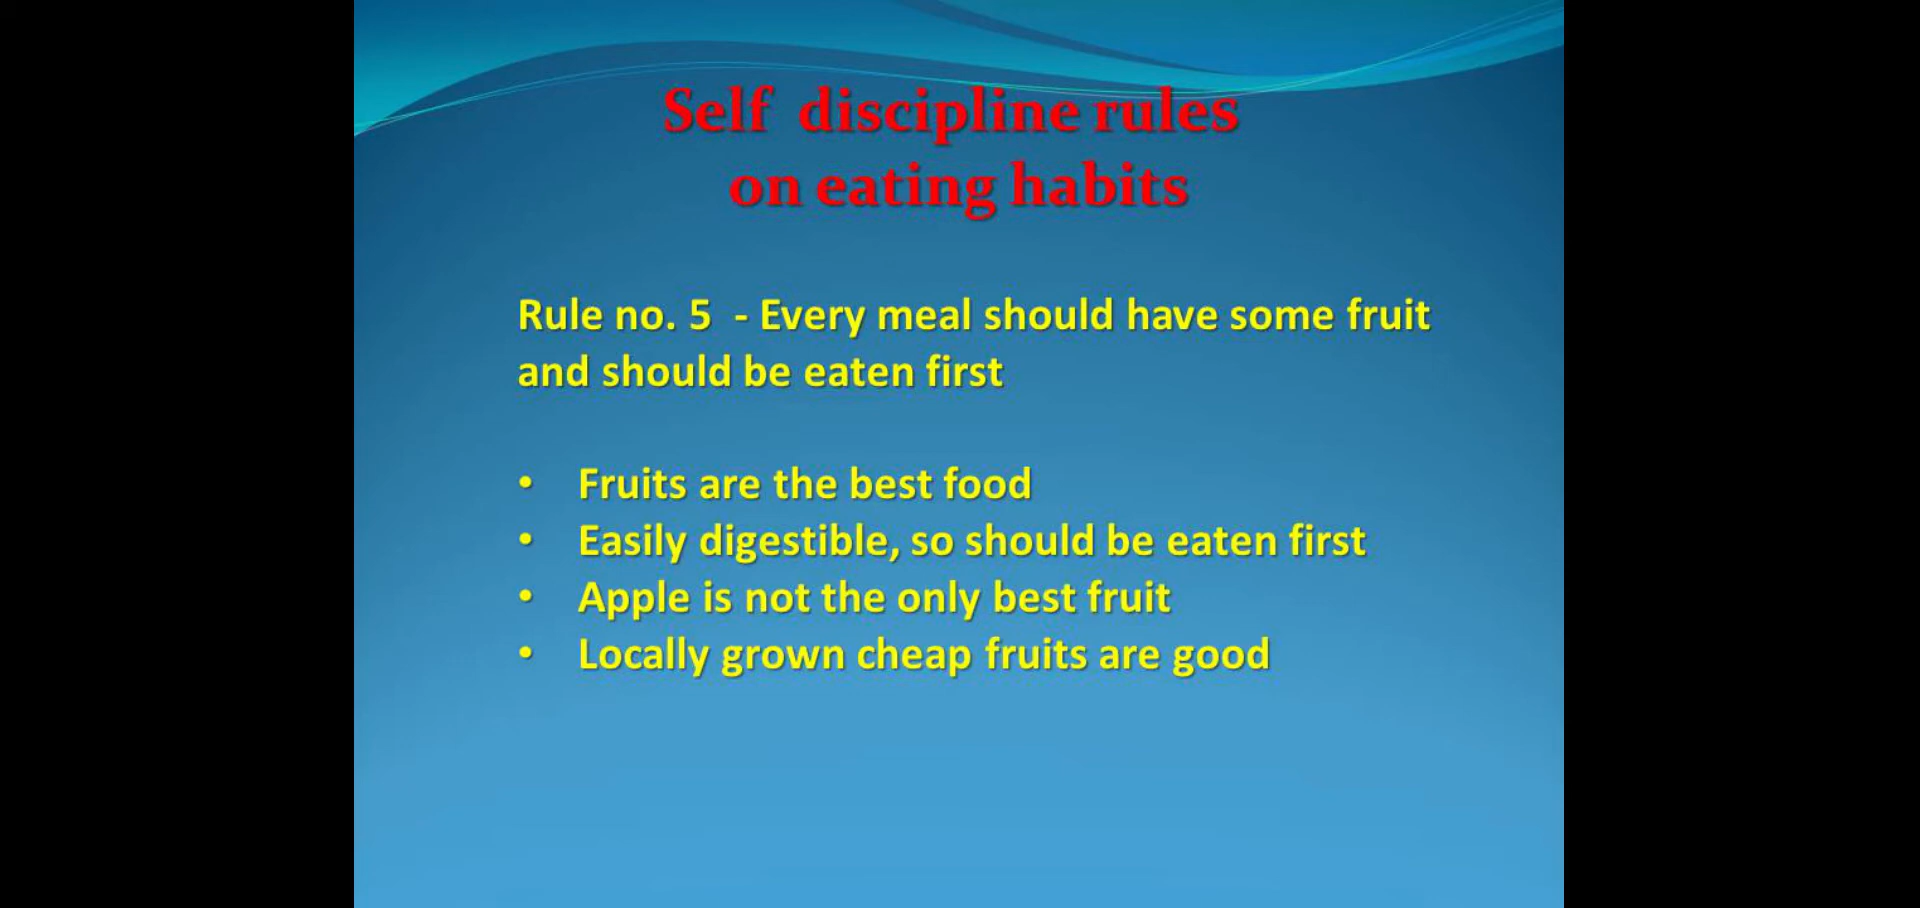 Self discipline rules
on eating habits
Rule no. 5 - Every meal should have some fruit
and should be eaten first
• Fruits are the best food
• Easily digestible, so should be eaten first
• Apple is not the only best fruit
• Locally grown cheap fruits are good